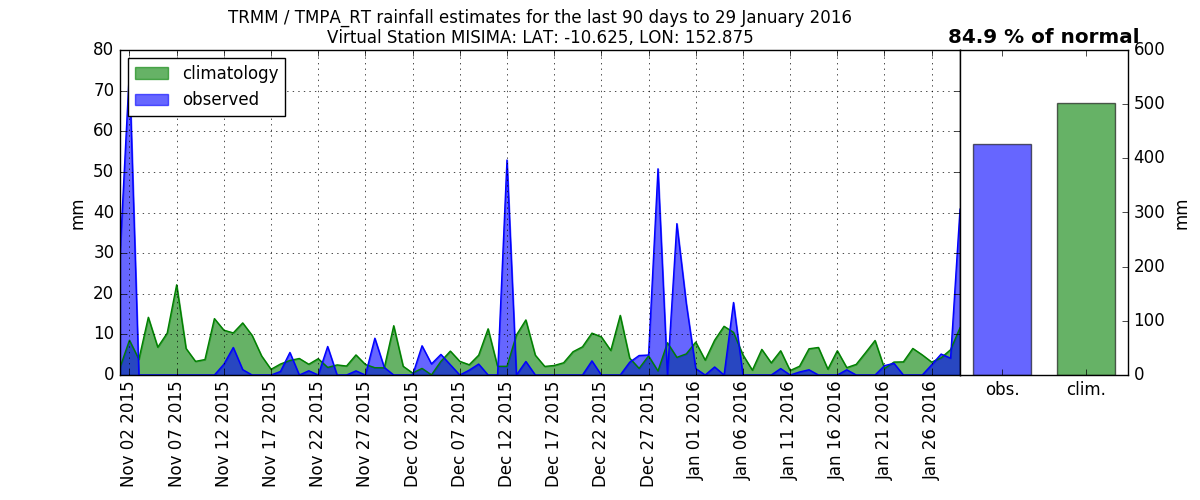 TRMM / TMPA_RT rainfall estimates for the last 90 days to 29 January 2016
Virtual Station MISIMA: LAT: -10.625, LON: 152.875
84.9 % of normal
climatology
observed
mm
80
70
60
50
40
30
20
10
0
Nov 02 2015
Nov 07 2015
Nov 12 2015
Nov 17 2015
Nov 22 2015
Nov 27 2015
Dec 02 2015
Dec 07 2015
Dec 12 2015
Dec 17 2015
Dec 22 2015
Dec 27 2015
Jan 01 2016
Jan 06 2016
Jan 11 2016
Jan 16 2016
Jan 21 2016
Jan 26 2016
600
500
400
300
200
100
0
mm
obs.
clim.